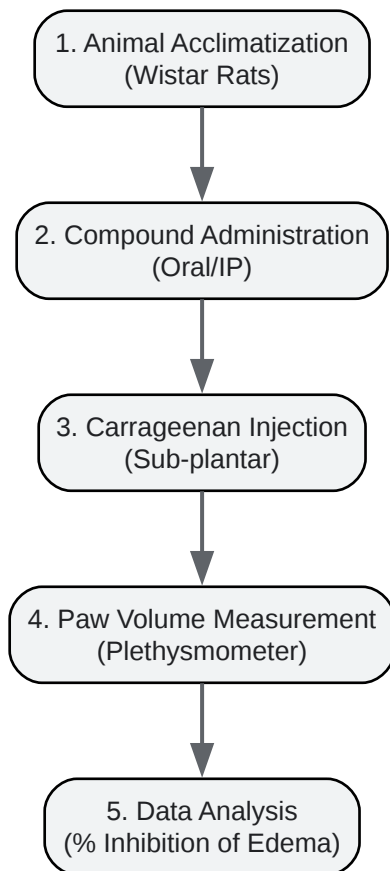 1. Animal Acclimatization
(Wistar Rats)
2. Compound Administration
(Oral/IP)
3. Carrageenan Injection
(Sub-plantar)
4. Paw Volume Measurement
(Plethysmometer)
5. Data Analysis
(% Inhibition of Edema)